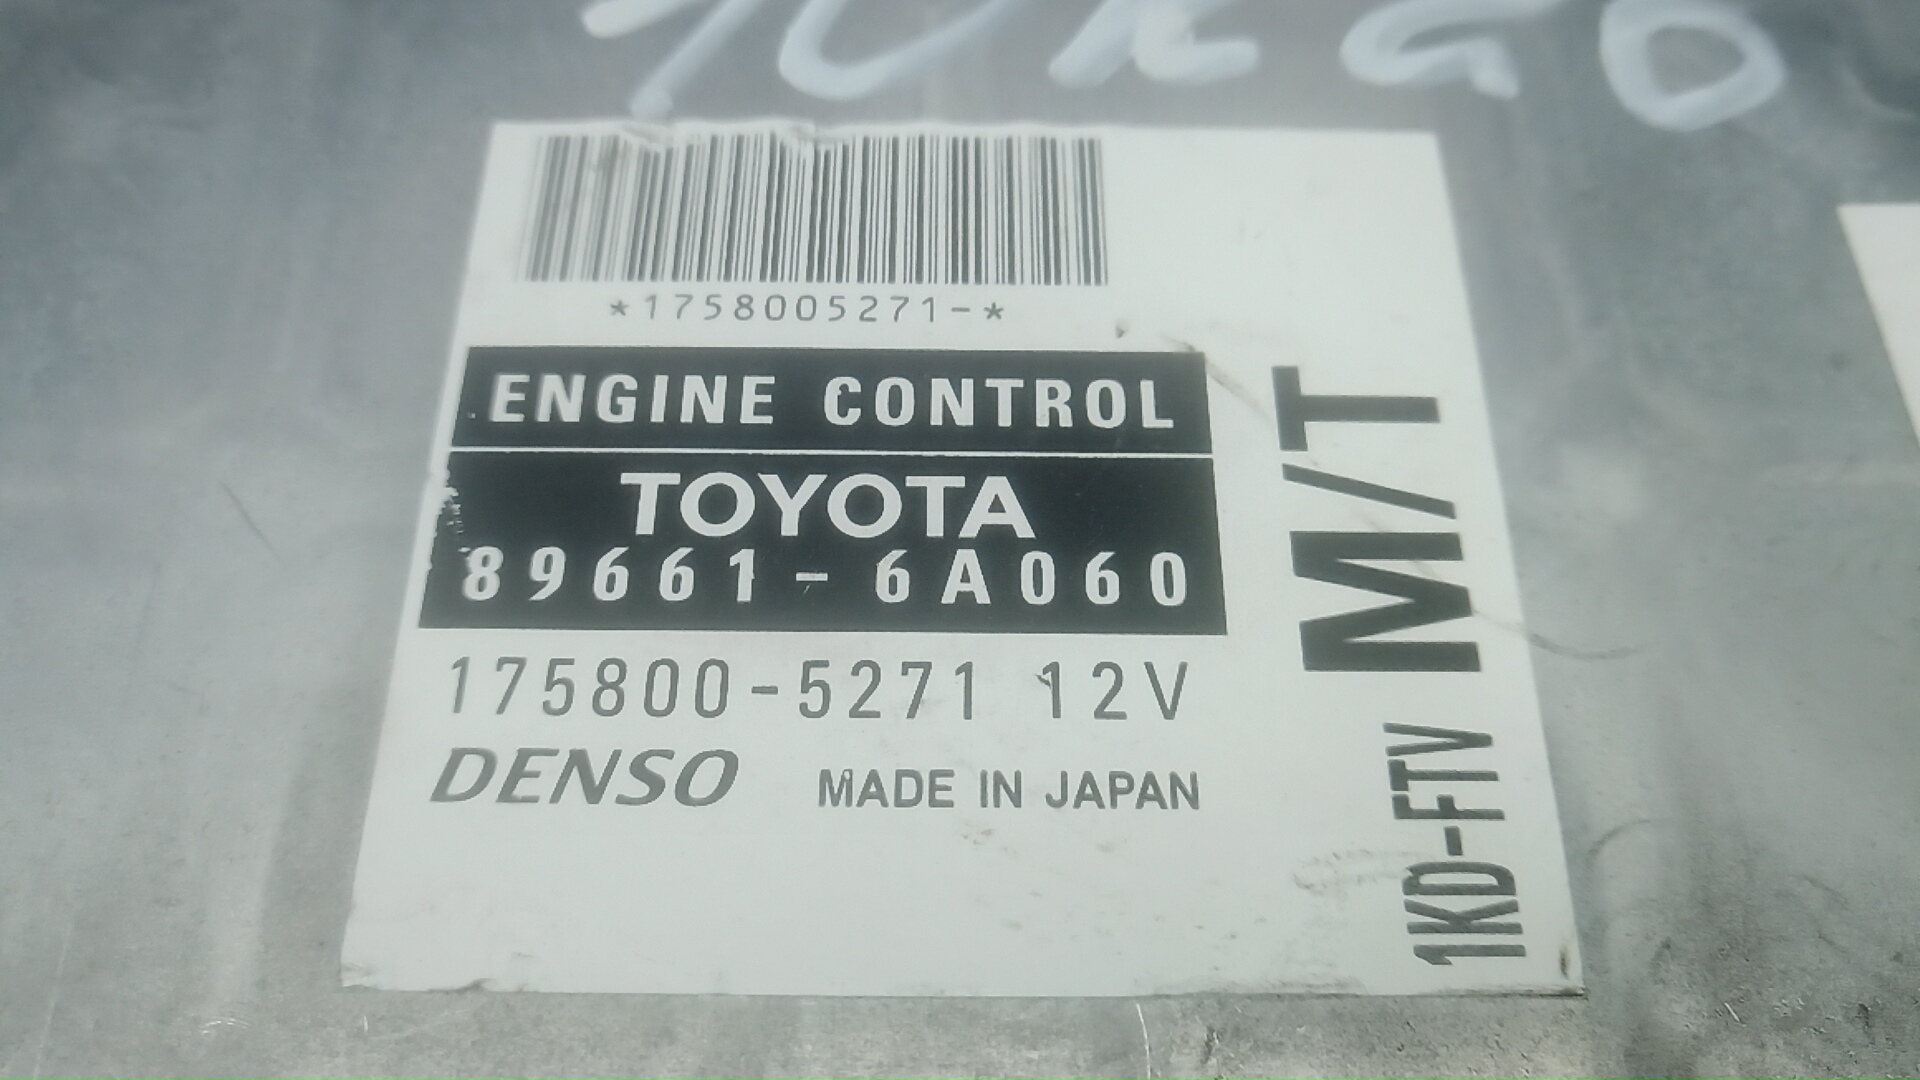 *1758005271-*
ENGINE CONTROL
TOYOTA
89661-6A060
175800-5271 12V
DENSO MADE IN JAPAN
M/T
1KD-FTV